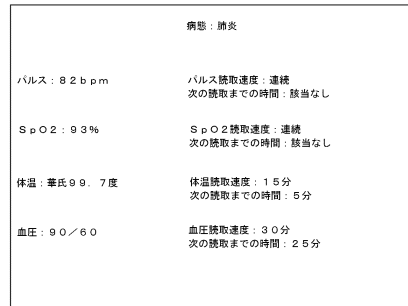 病態：肺炎
パルス：８２ｂｐｍ
パルス読取速度：連続
次の読取までの時間：該当なし
ＳｐＯ２：９３％
ＳｐＯ２読取速度：連続
次の読取までの時間：該当なし
体温：華氏９９．７度
体温読取速度：１５分
次の読取までの時間：５分
血圧：９０／６０
血圧読取速度：３０分
次の読取までの時間：２５分